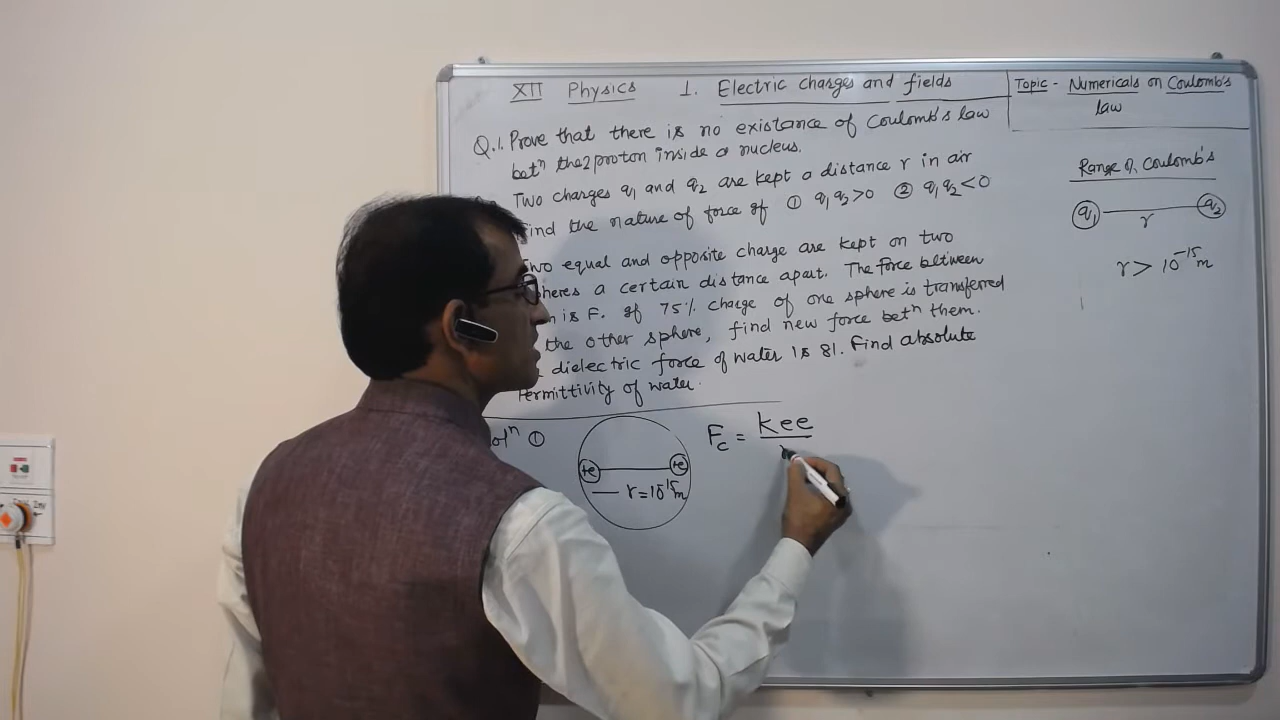 XII Physics 1. Electric charges and fields
Topic - Numericals on Coulomb's
law
Q.1. Prove that there is no existance of Coulomb's law
betⁿ the 2 proton inside a nucleus.
Two charges q₁ and q₂ are kept a distance r in air
Find the nature of force if ① q₁q₂>0 ② q₁q₂<0
Two equal and opposite charge are kept on two
spheres a certain distance apart. The force between
is F. If 75% charge of one sphere is transferred
the other sphere, find new force betⁿ them.
dielectric force of water is 81. Find absolute
Permittivity of water.
Range of Coulomb's
q₁ q₂
r
r > 10⁻¹⁵m
olⁿ ①
+e +e
r=10⁻¹⁵m
F_c = kee